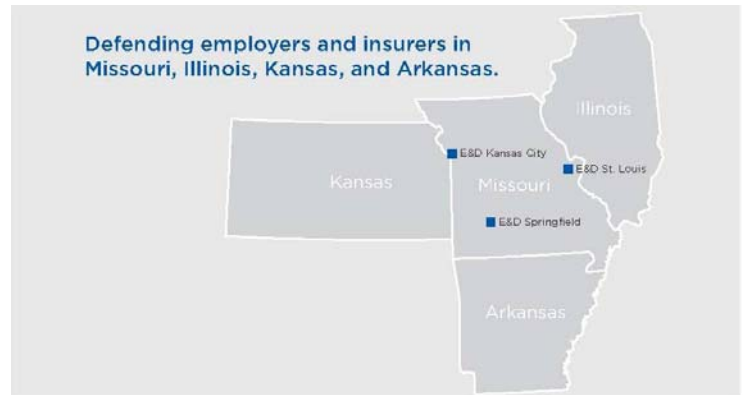 Defending employers and insurers in
Missouri, Illinois, Kansas, and Arkansas.
Illinois
E&D Kansas City
E&D St. Louis
Kansas
Missouri
E&D Springfield
Arkansas